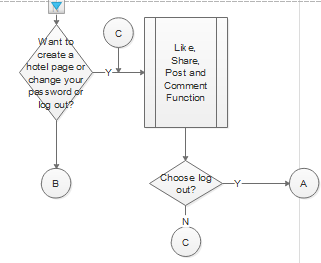 Want to
create a
hotel page or
change your
password or
log out?
Y
C
Like,
Share,
Post and
Comment
Function
B
Choose log
out?
Y
A
N
C